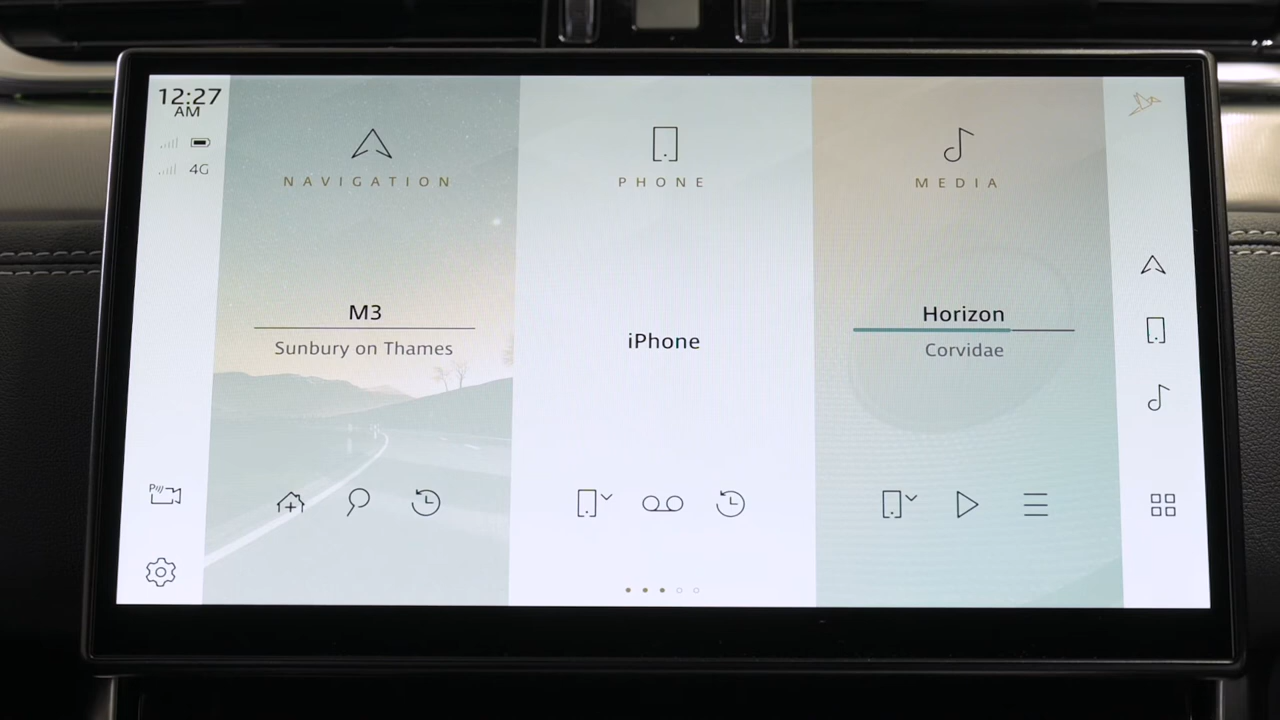 12:27
AM
4G
NAVIGATION
M3
Sunbury on Thames
PHONE
iPhone
MEDIA
Horizon
Corvidae
P